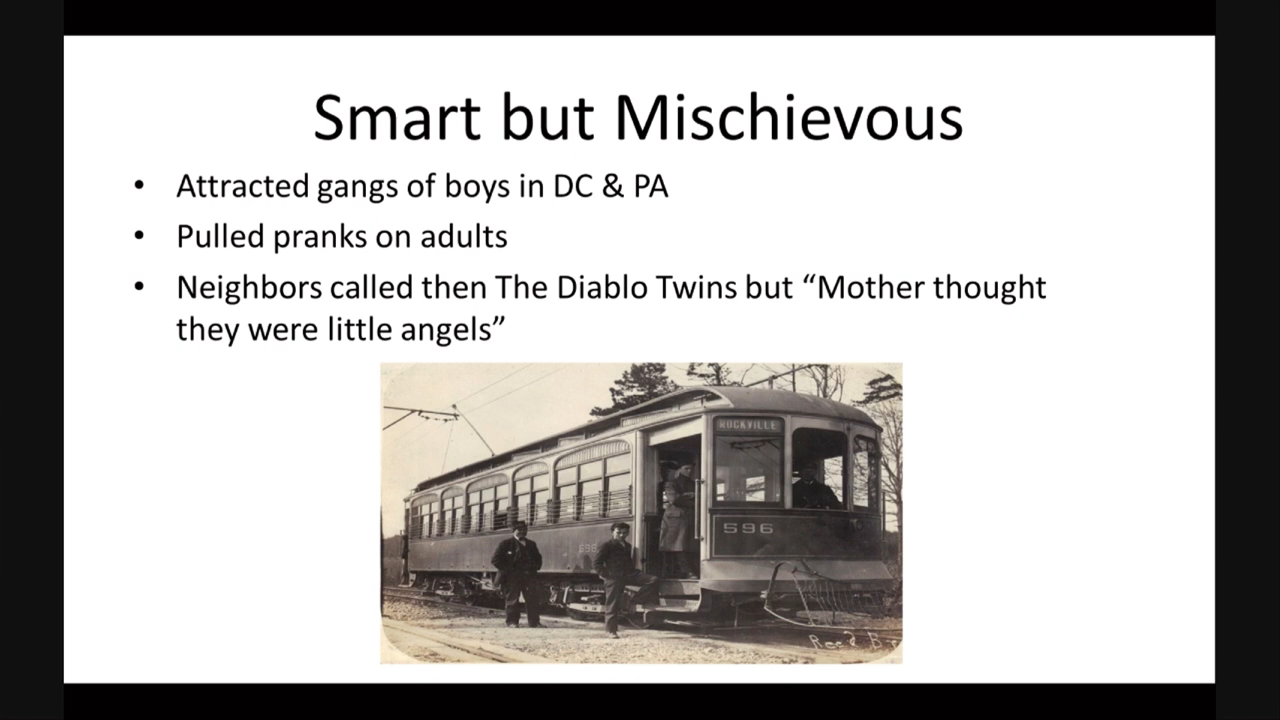 Smart but Mischievous
• Attracted gangs of boys in DC & PA
• Pulled pranks on adults
• Neighbors called then The Diablo Twins but “Mother thought
they were little angels”
ROCKVILLE
596
596